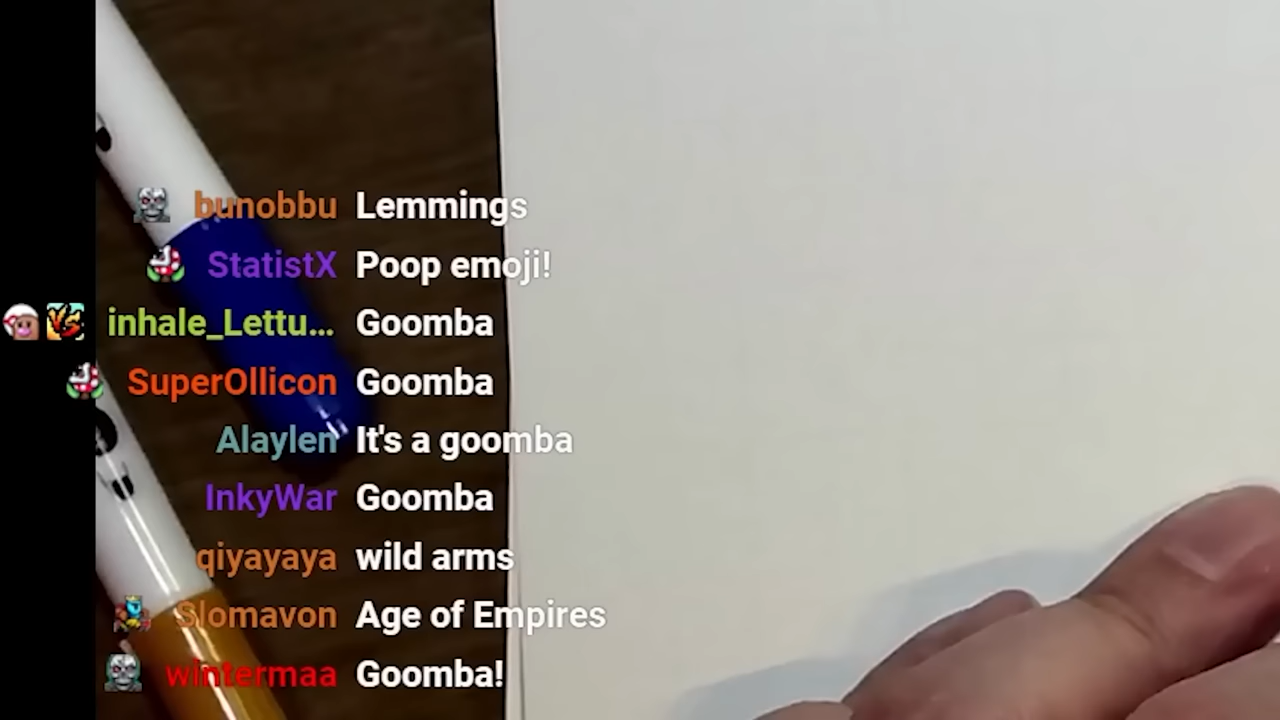 bunobbu Lemmings
StatistX Poop emoji!
inhale_Lettu... Goomba
SuperOllicon Goomba
Alaylen It's a goomba
InkyWar Goomba
qiyayaya wild arms
Slomavon Age of Empires
wintermaa Goomba!